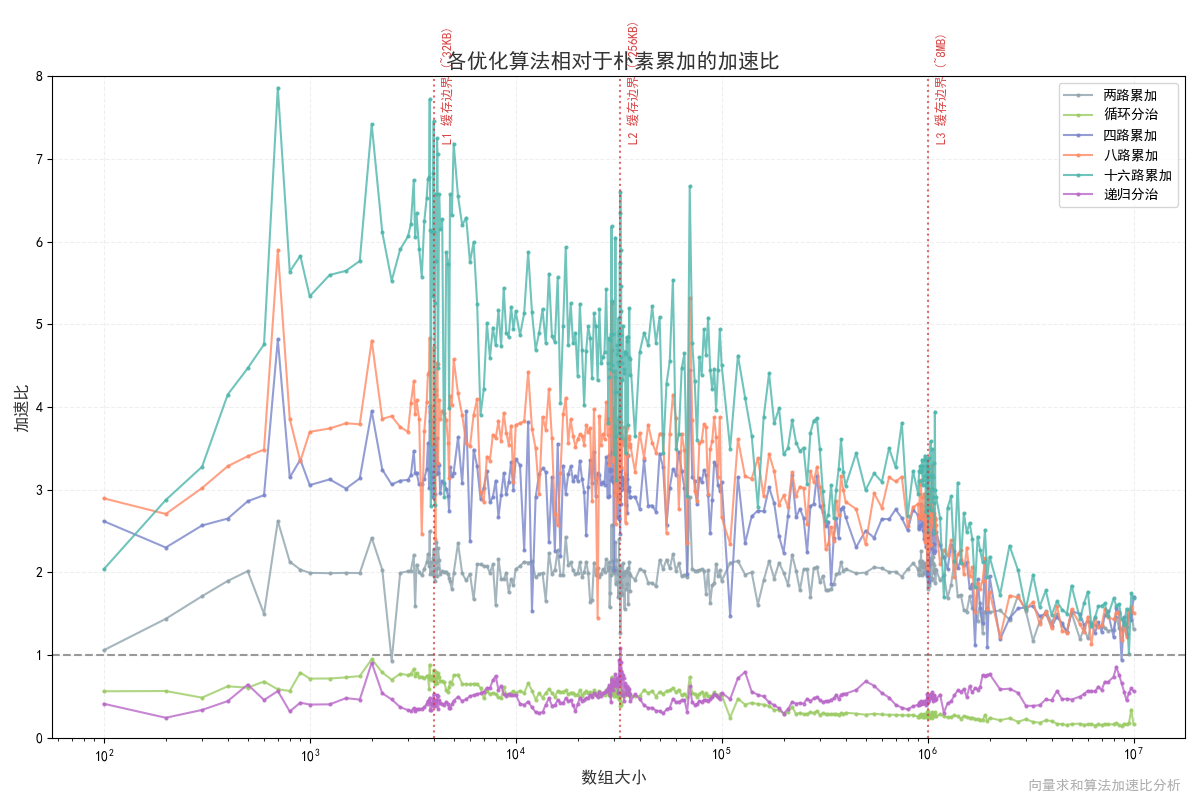 各优化算法相对于朴素累加的加速比
L1 缓存边界 (~32KB)
L2 缓存边界 (~256KB)
L3 缓存边界 (~8MB)
两路累加
循环分治
四路累加
八路累加
十六路累加
递归分治
加速比
8
7
6
5
4
3
2
1
0
10²
10³
10⁴
10⁵
10⁶
10⁷
数组大小
向量求和算法加速比分析